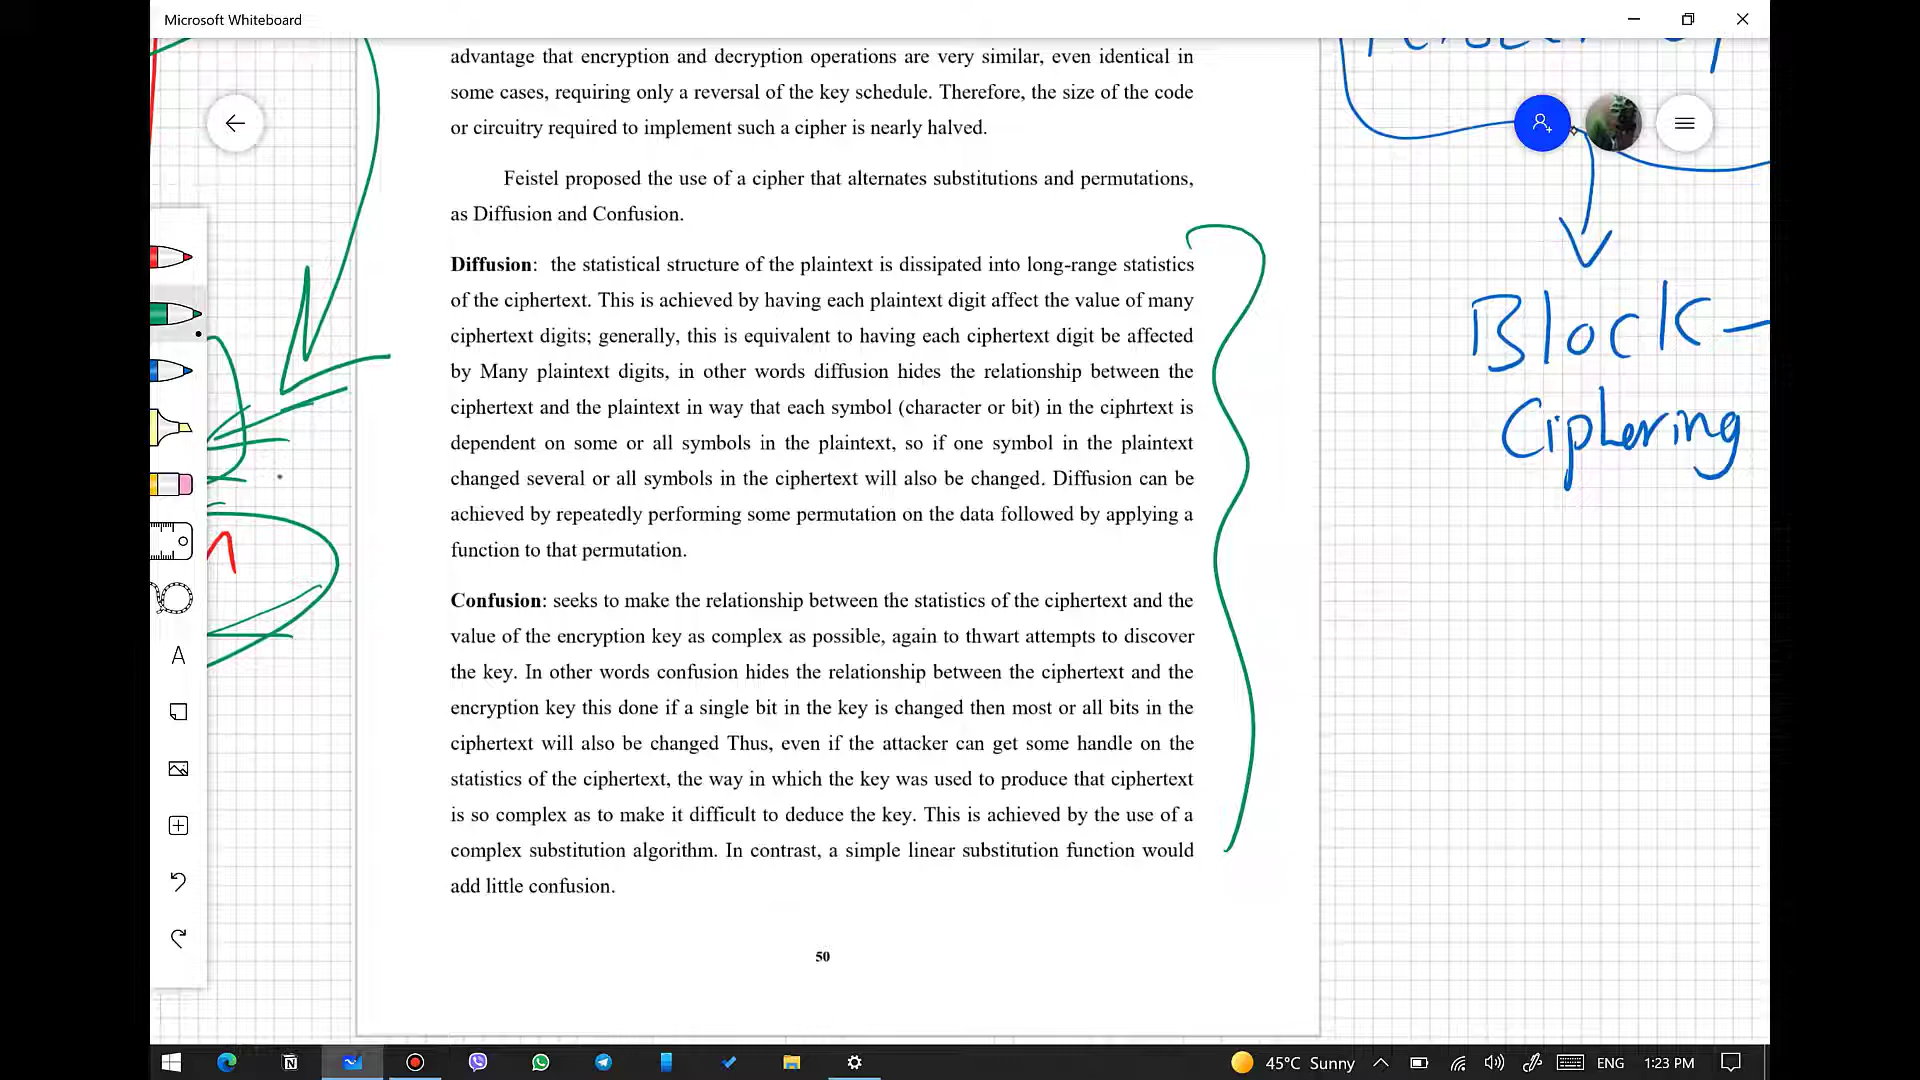 Microsoft Whiteboard
advantage that encryption and decryption operations are very similar, even identical in
some cases, requiring only a reversal of the key schedule. Therefore, the size of the code
or circuitry required to implement such a cipher is nearly halved.
Feistel proposed the use of a cipher that alternates substitutions and permutations,
as Diffusion and Confusion.
Diffusion: the statistical structure of the plaintext is dissipated into long-range statistics
of the ciphertext. This is achieved by having each plaintext digit affect the value of many
ciphertext digits; generally, this is equivalent to having each ciphertext digit be affected
by Many plaintext digits, in other words diffusion hides the relationship between the
ciphertext and the plaintext in way that each symbol (character or bit) in the ciphrtext is
dependent on some or all symbols in the plaintext, so if one symbol in the plaintext
changed several or all symbols in the ciphertext will also be changed. Diffusion can be
achieved by repeatedly performing some permutation on the data followed by applying a
function to that permutation.
Confusion: seeks to make the relationship between the statistics of the ciphertext and the
value of the encryption key as complex as possible, again to thwart attempts to discover
the key. In other words confusion hides the relationship between the ciphertext and the
encryption key this done if a single bit in the key is changed then most or all bits in the
ciphertext will also be changed Thus, even if the attacker can get some handle on the
statistics of the ciphertext, the way in which the key was used to produce that ciphertext
is so complex as to make it difficult to deduce the key. This is achieved by the use of a
complex substitution algorithm. In contrast, a simple linear substitution function would
add little confusion.
50
Block -
Ciphering
A
45°C Sunny
ENG
1:23 PM